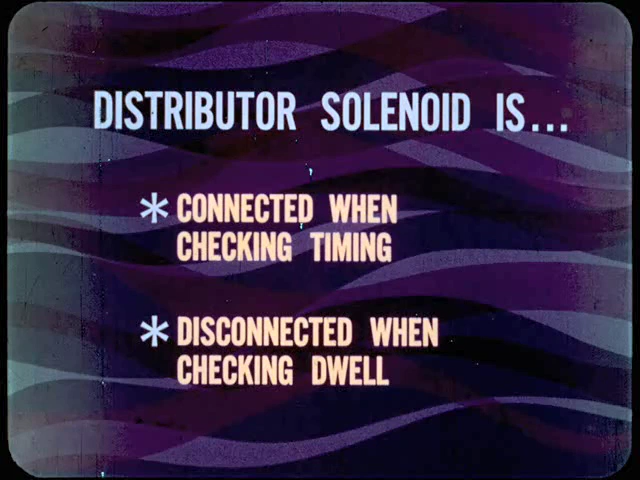 DISTRIBUTOR SOLENOID IS...
* CONNECTED WHEN
CHECKING TIMING
* DISCONNECTED WHEN
CHECKING DWELL